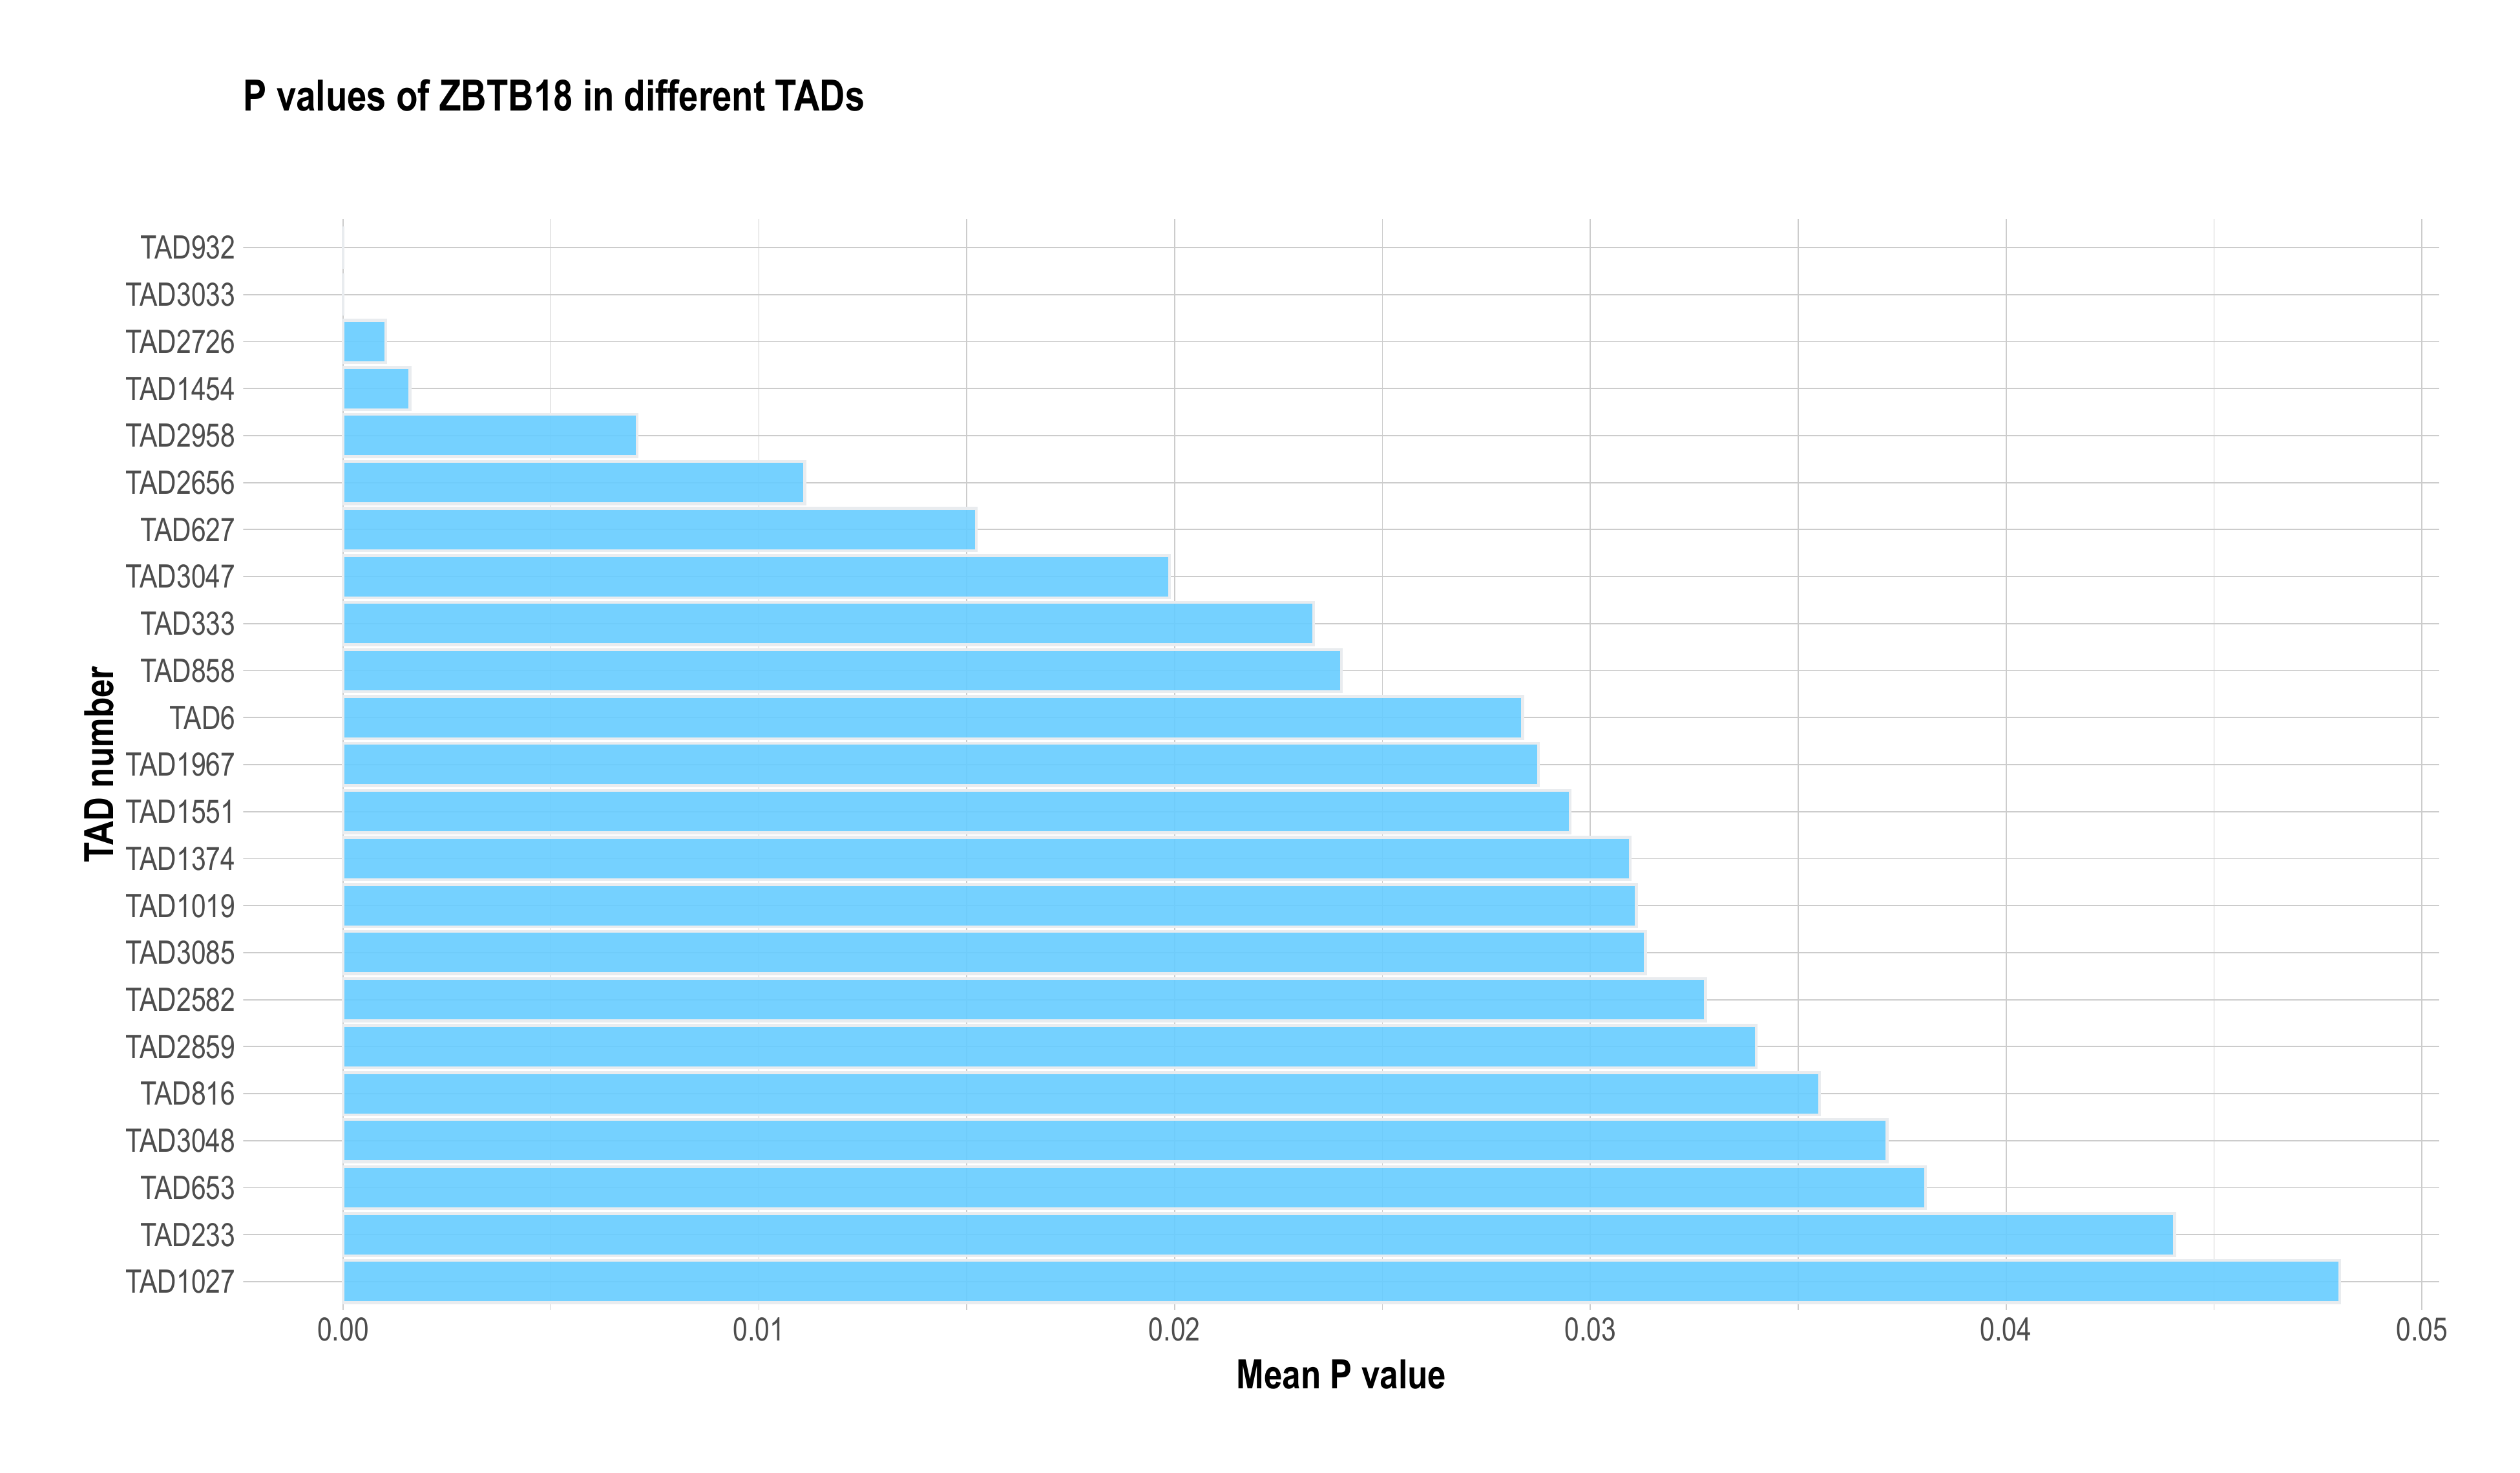 P values of ZBTB18 in different TADs
TAD number
TAD932
TAD3033
TAD2726
TAD1454
TAD2958
TAD2656
TAD627
TAD3047
TAD333
TAD858
TAD6
TAD1967
TAD1551
TAD1374
TAD1019
TAD3085
TAD2582
TAD2859
TAD816
TAD3048
TAD653
TAD233
TAD1027
0.00 0.01 0.02 0.03 0.04 0.05
Mean P value